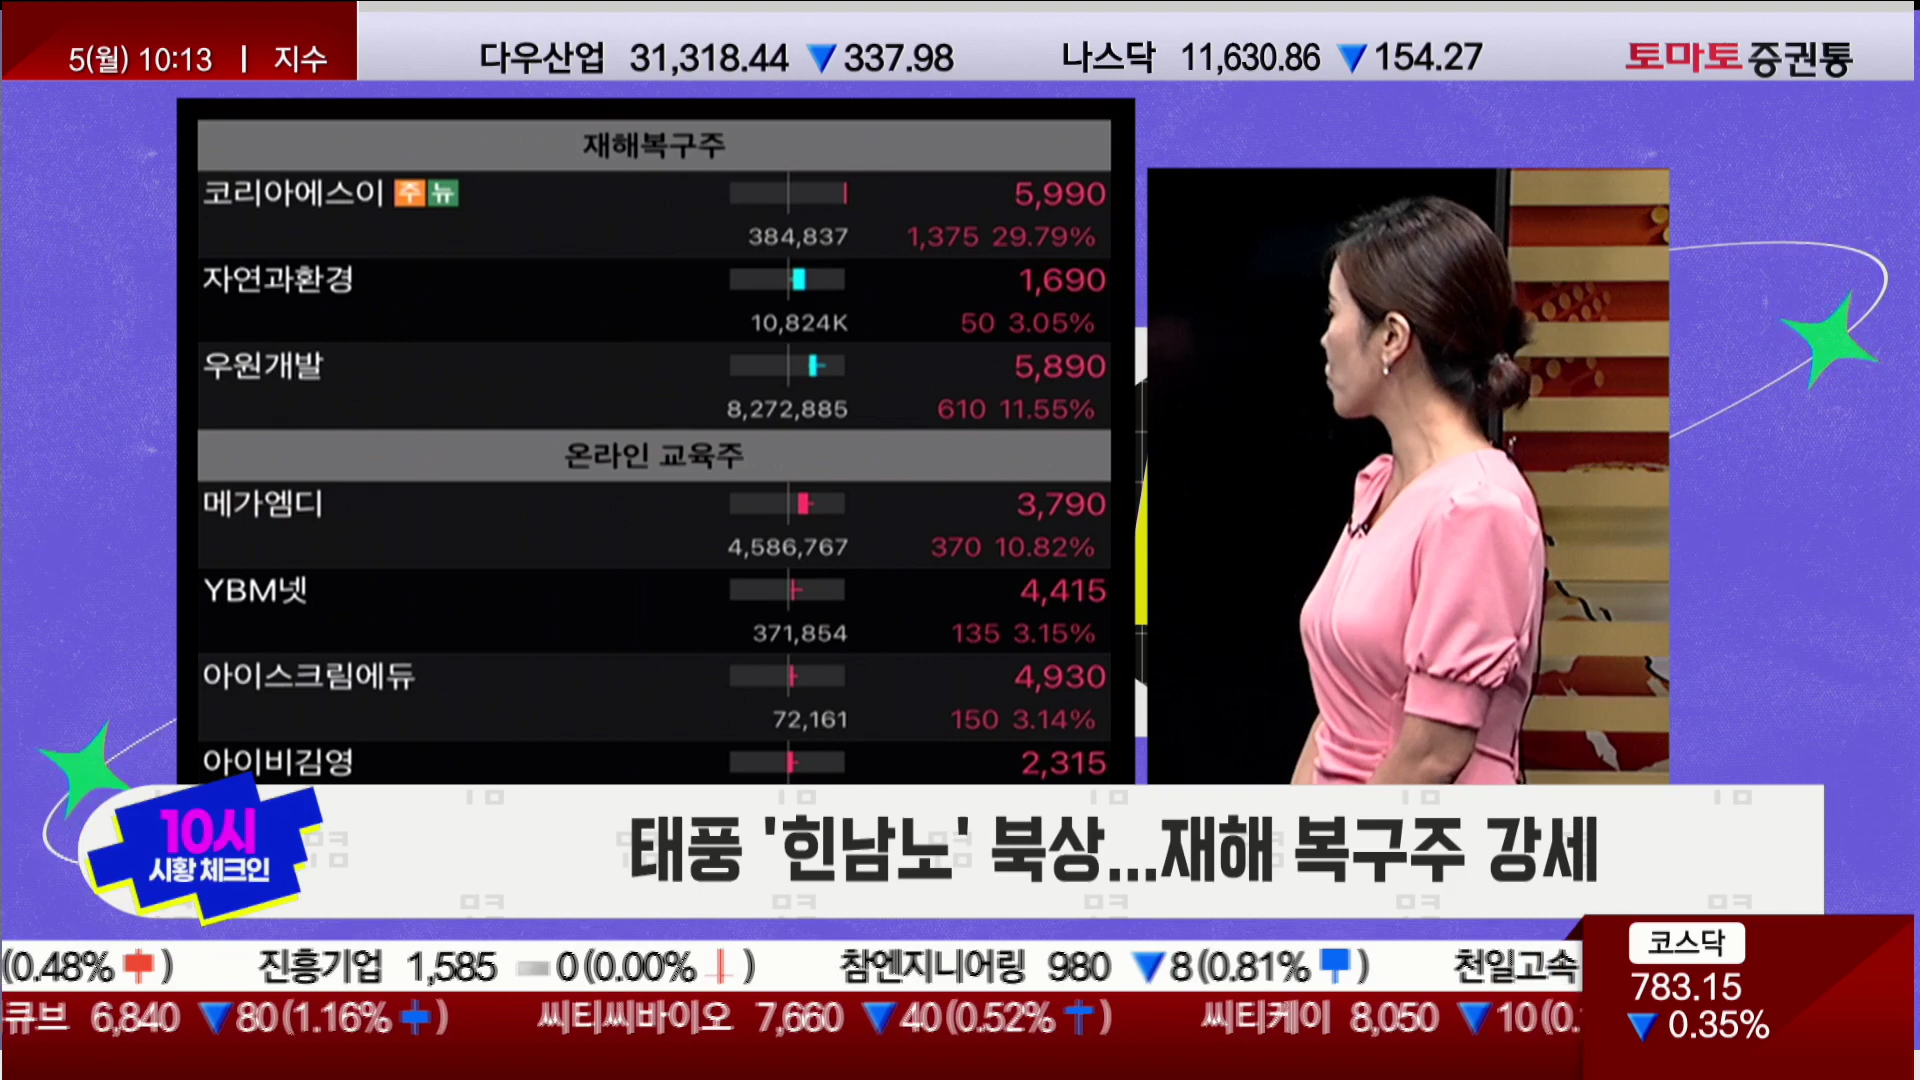 5(월) 10:13 | 지수 다우산업 31,318.44 ▼337.98 나스닥 11,630.86 ▼154.27 토마토증권통
재해복구주
코리아에스이 주 뉴 5,990
384,837 1,375 29.79%
자연과환경 1,690
10,824K 50 3.05%
우원개발 5,890
8,272,885 610 11.55%
온라인 교육주
메가엠디 3,790
4,586,767 370 10.82%
YBM넷 4,415
371,854 135 3.15%
아이스크림에듀 4,930
72,161 150 3.14%
아이비김영 2,315
10시
시황 체크인
태풍 '힌남노' 북상...재해 복구주 강세
(0.48% ) 진흥기업 1,585 0(0.00% ) 참엔지니어링 980 ▼8(0.81% ) 천일고속
큐브 6,840 ▼80(1.16% ) 씨티씨바이오 7,660 ▼40(0.52% ) 씨티케이 8,050 ▼10(0.
코스닥
783.15
▼ 0.35%